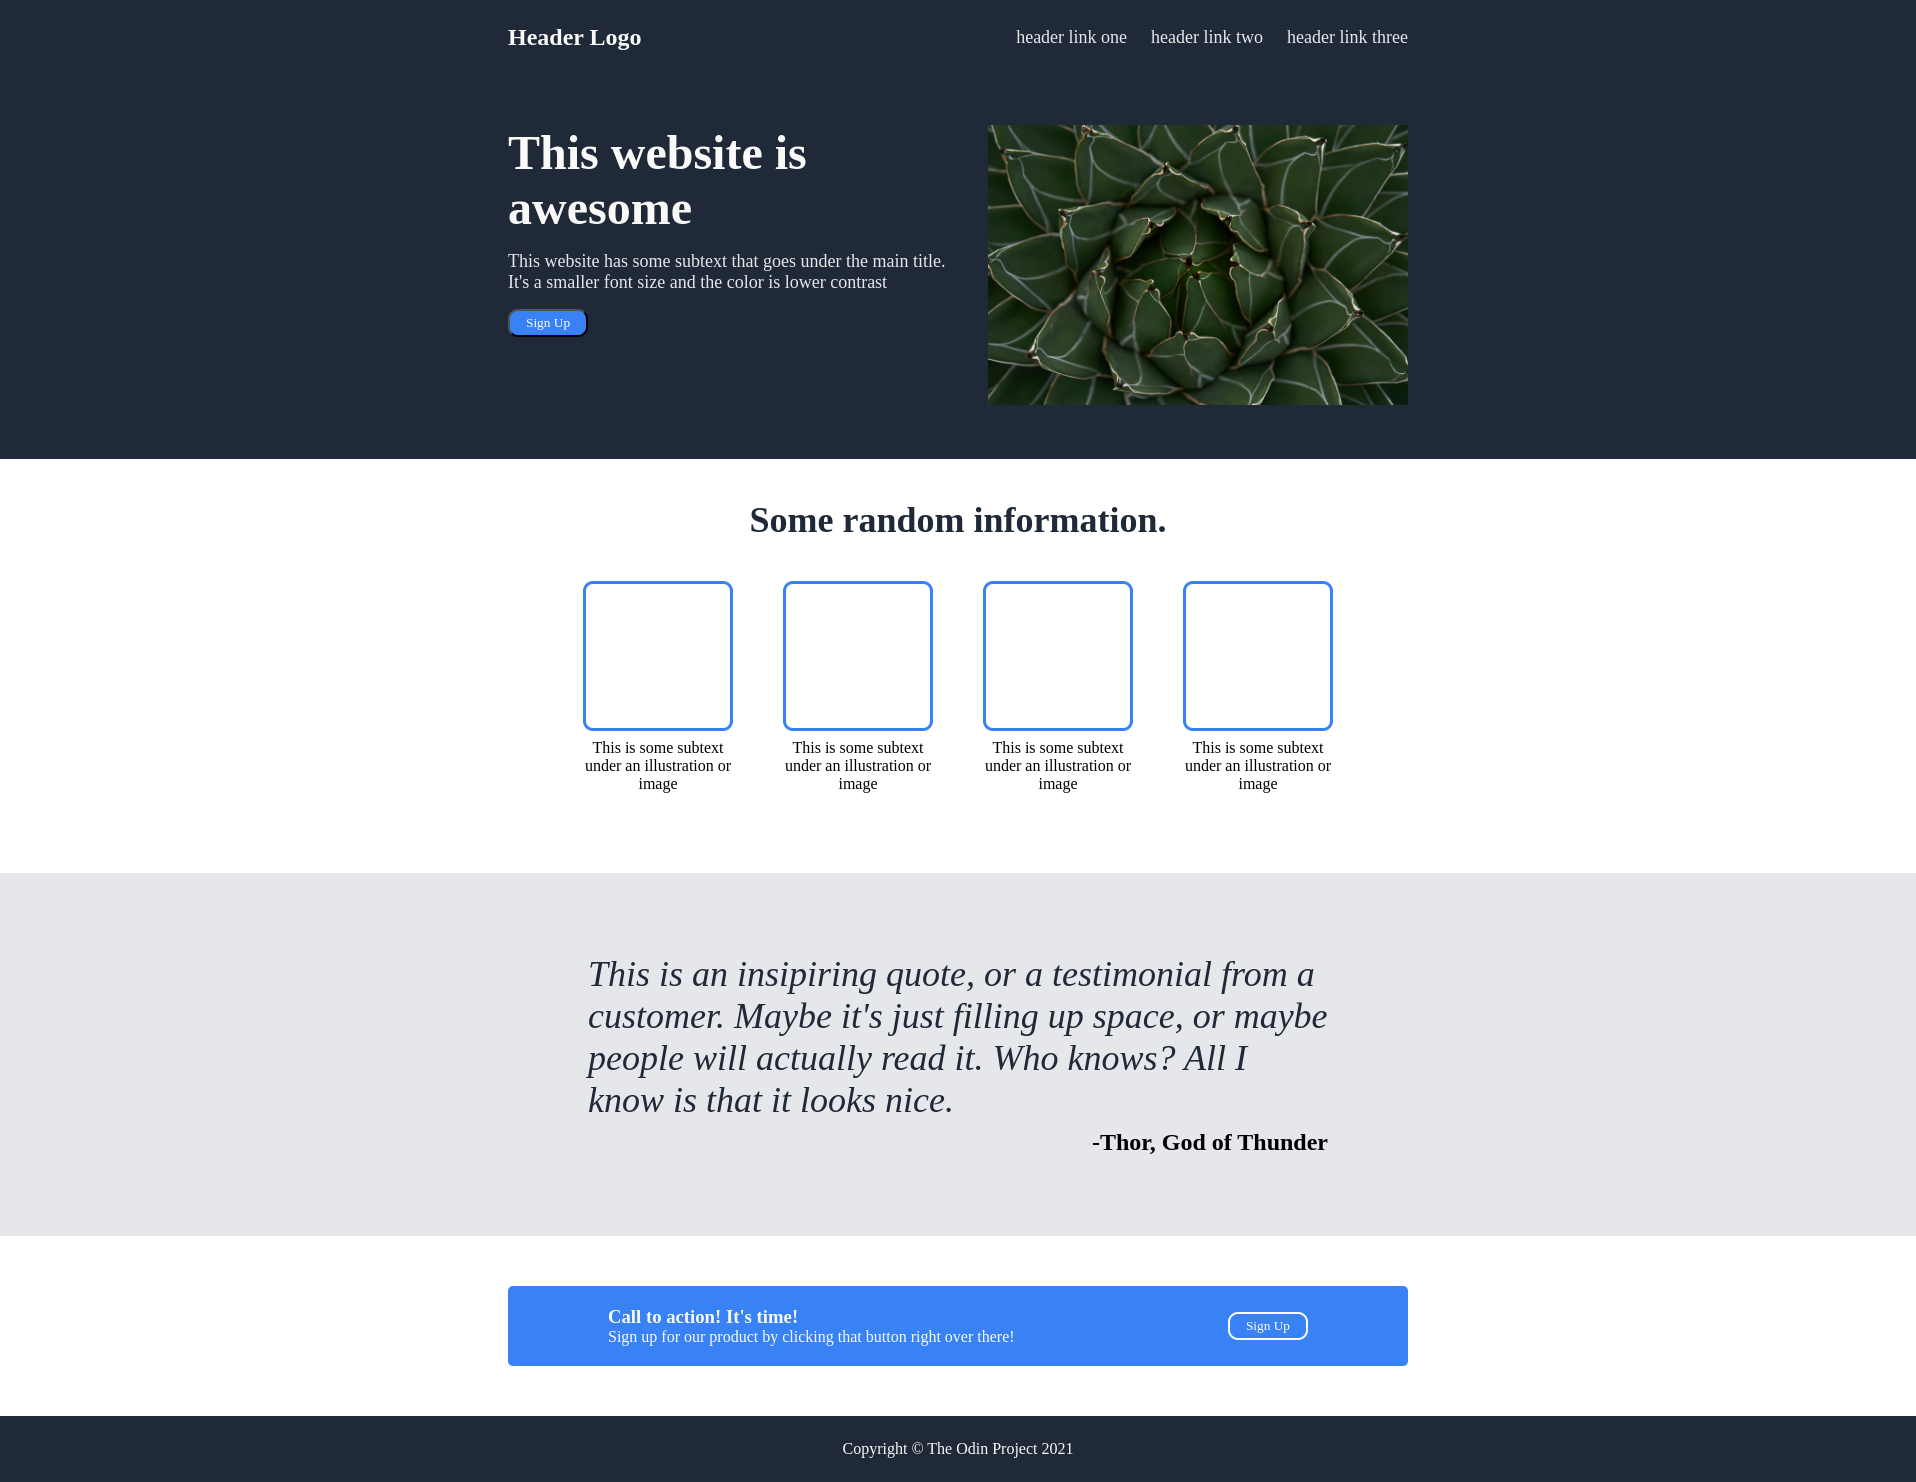 Header Logo
header link one
header link two
header link three
This website is
awesome
This website has some subtext that goes under the main title.
It's a smaller font size and the color is lower contrast
Sign Up
Some random information.
This is some subtext
under an illustration or
image
This is some subtext
under an illustration or
image
This is some subtext
under an illustration or
image
This is some subtext
under an illustration or
image
This is an insipiring quote, or a testimonial from a
customer. Maybe it's just filling up space, or maybe
people will actually read it. Who knows? All I
know is that it looks nice.
-Thor, God of Thunder
Call to action! It's time!
Sign up for our product by clicking that button right over there!
Sign Up
Copyright © The Odin Project 2021